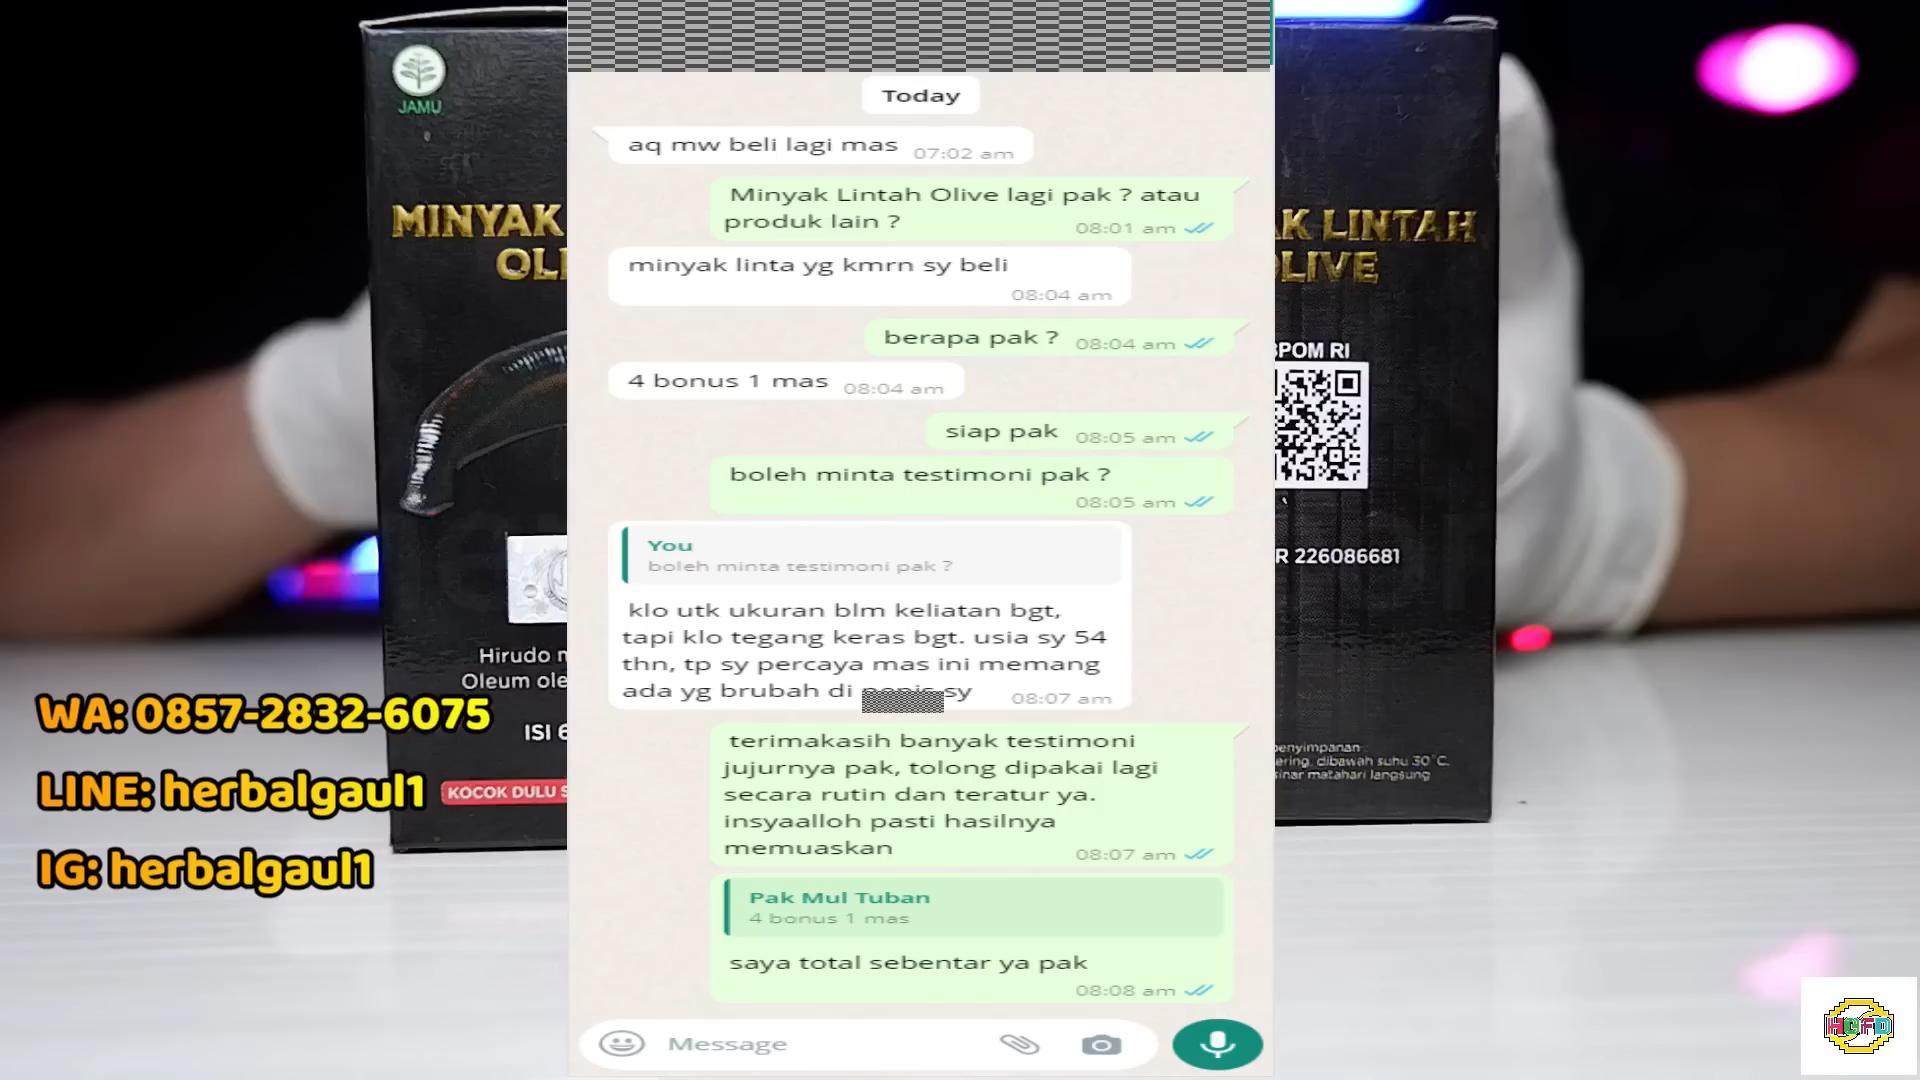 JAMU
MINYAK
OLI
Hirudo m
Oleum ole
ISI 6
KOCOK DULU S
Today
aq mw beli lagi mas 07:02 am
Minyak Lintah Olive lagi pak ? atau
produk lain ? 08:01 am
minyak linta yg kmrn sy beli
08:04 am
berapa pak ? 08:04 am
4 bonus 1 mas 08:04 am
siap pak 08:05 am
boleh minta testimoni pak ?
08:05 am
You
boleh minta testimoni pak ?
klo utk ukuran blm keliatan bgt,
tapi klo tegang keras bgt. usia sy 54
thn, tp sy percaya mas ini memang
ada yg brubah di sy 08:07 am
terimakasih banyak testimoni
jujurnya pak, tolong dipakai lagi
secara rutin dan teratur ya.
insyaalloh pasti hasilnya
memuaskan 08:07 am
Pak Mul Tuban
4 bonus 1 mas
saya total sebentar ya pak
08:08 am
Message
K LINTAH
LIVE
POM RI
R 226086681
penyimpanan
ering, dibawah suhu 30°C.
sinar matahari langsung
WA: 0857-2832-6075
LINE: herbalgaul1
IG: herbalgaul1